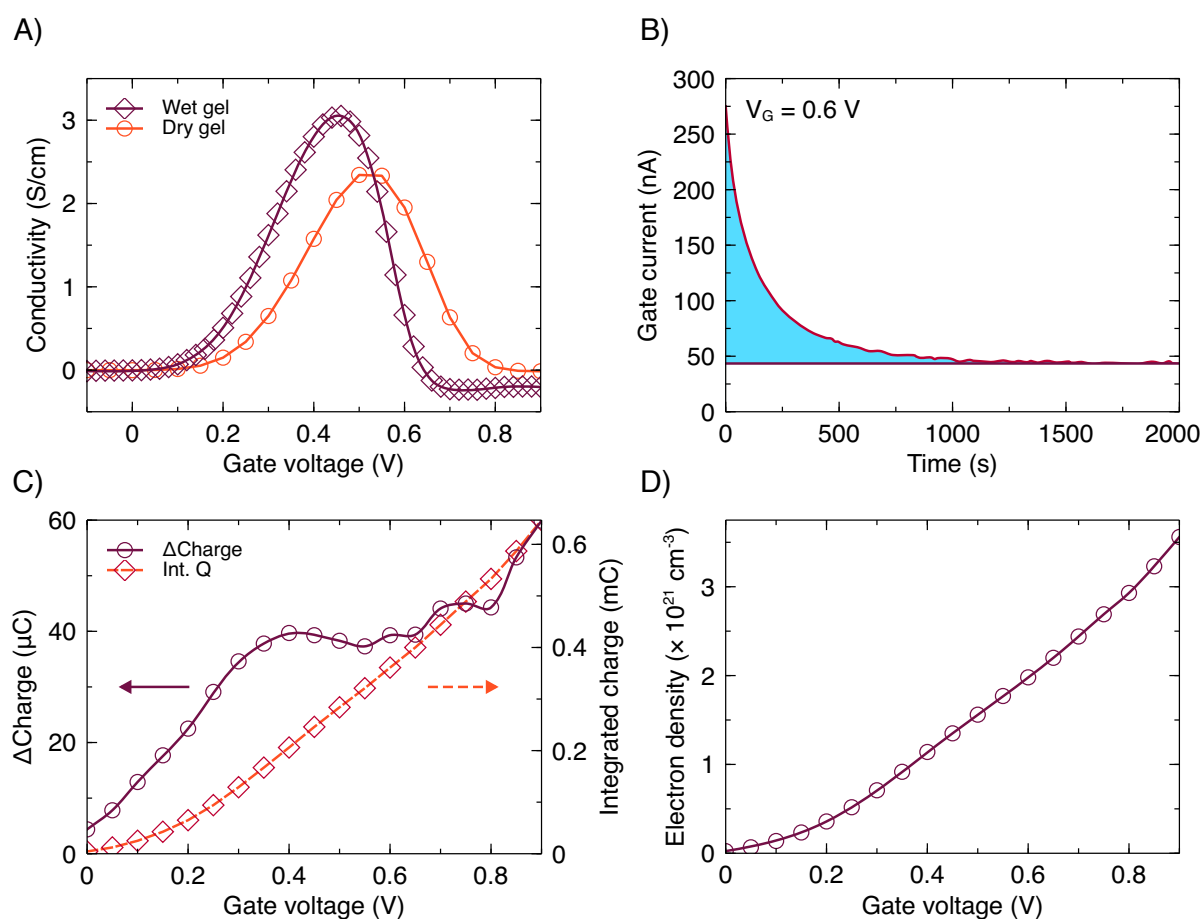 A)
Conductivity (S/cm)
3
2
1
0
Wet gel
Dry gel
0 0.2 0.4 0.6 0.8
Gate voltage (V)
B)
Gate current (nA)
300
250
200
150
100
50
0
V_G = 0.6 V
0 500 1000 1500 2000
Time (s)
C)
ΔCharge (µC)
60
40
20
0
ΔCharge
Int. Q
0.6
0.4
0.2
0
Integrated charge (mC)
0 0.2 0.4 0.6 0.8
Gate voltage (V)
D)
Electron density (× 10²¹ cm⁻³)
3
2
1
0
0 0.2 0.4 0.6 0.8
Gate voltage (V)